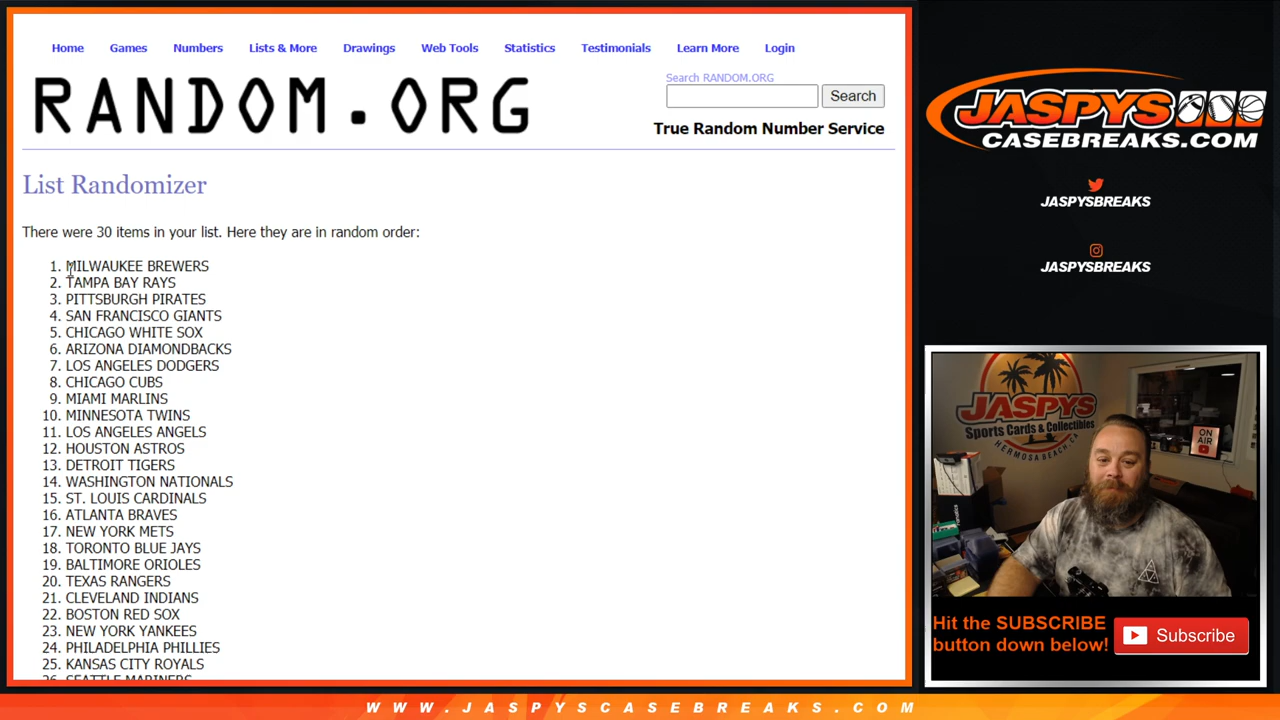 Home Games Numbers Lists & More Drawings Web Tools Statistics Testimonials Learn More Login
RANDOM.ORG
Search RANDOM.ORG
Search
True Random Number Service
List Randomizer
There were 30 items in your list. Here they are in random order:
1. MILWAUKEE BREWERS
2. TAMPA BAY RAYS
3. PITTSBURGH PIRATES
4. SAN FRANCISCO GIANTS
5. CHICAGO WHITE SOX
6. ARIZONA DIAMONDBACKS
7. LOS ANGELES DODGERS
8. CHICAGO CUBS
9. MIAMI MARLINS
10. MINNESOTA TWINS
11. LOS ANGELES ANGELS
12. HOUSTON ASTROS
13. DETROIT TIGERS
14. WASHINGTON NATIONALS
15. ST. LOUIS CARDINALS
16. ATLANTA BRAVES
17. NEW YORK METS
18. TORONTO BLUE JAYS
19. BALTIMORE ORIOLES
20. TEXAS RANGERS
21. CLEVELAND INDIANS
22. BOSTON RED SOX
23. NEW YORK YANKEES
24. PHILADELPHIA PHILLIES
25. KANSAS CITY ROYALS
26. SEATTLE MARINERS
JASPYS
CASEBREAKS.COM
JASPYSBREAKS
JASPYSBREAKS
JASPYS
Sports Cards & Collectibles
HERMOSA BEACH, CA
ON
AIR
Hit the SUBSCRIBE
button down below!
Subscribe
WWW.JASPYSCASEBREAKS.COM